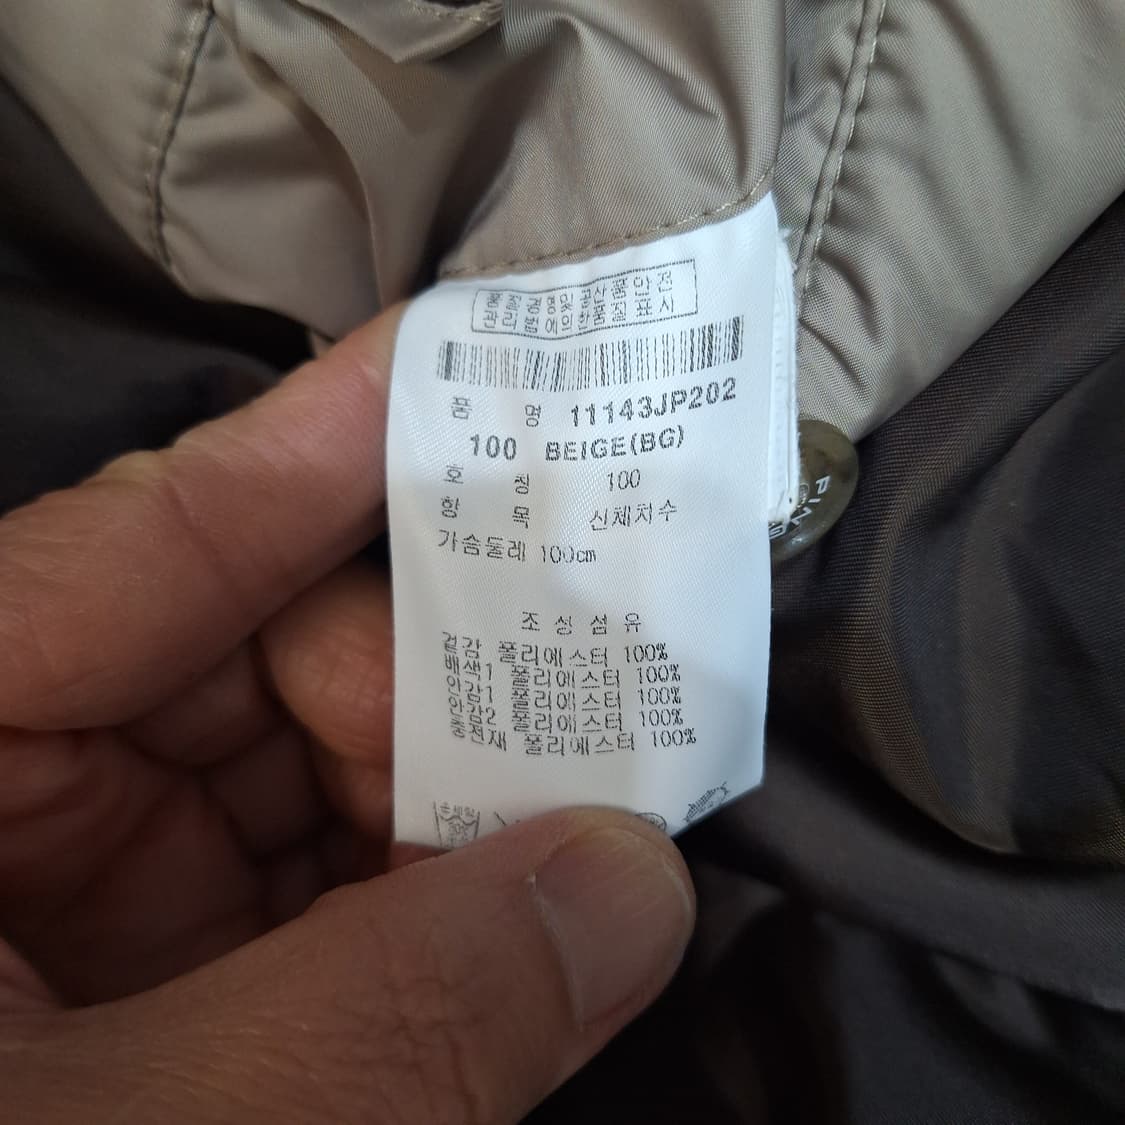 품질경영및공산품안전
관리법에의한품질표시
품 명 11143JP202
100 BEIGE(BG)
호 칭 100
항 목 신체치수
가슴둘레 100cm
조 성 섬 유
겉감 폴리에스터 100%
배색1 폴리에스터 100%
안감1 폴리에스터 100%
안감2 폴리에스터 100%
충전재 폴리에스터 100%
손세탁